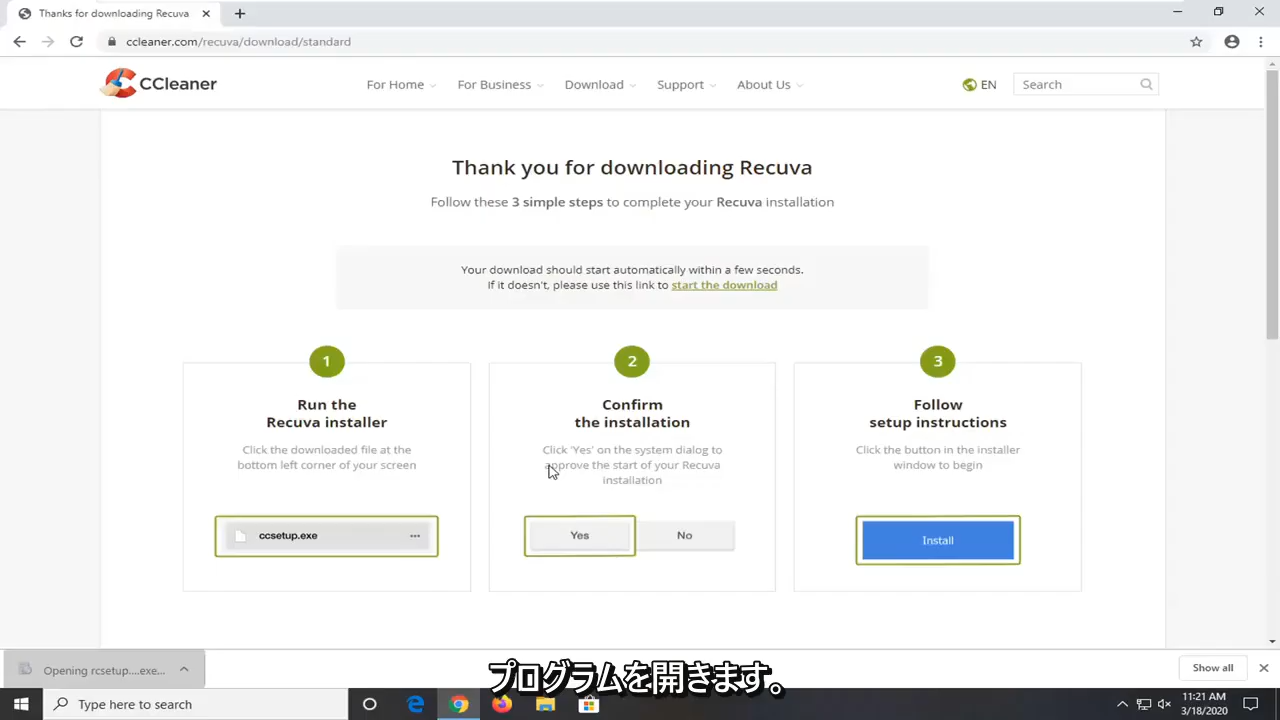 Thanks for downloading Recuva
ccleaner.com/recuva/download/standard
CCleaner
For Home
For Business
Download
Support
About Us
EN
Search
Thank you for downloading Recuva
Follow these 3 simple steps to complete your Recuva installation
Your download should start automatically within a few seconds.
If it doesn't, please use this link to start the download
1
Run the
Recuva installer
Click the downloaded file at the
bottom left corner of your screen
ccsetup.exe
2
Confirm
the installation
Click 'Yes' on the system dialog to
approve the start of your Recuva
installation
Yes
No
3
Follow
setup instructions
Click the button in the installer
window to begin
Install
Opening rcsetup....exe...
プログラムを開きます。
Show all
Type here to search
11:21 AM
3/18/2020